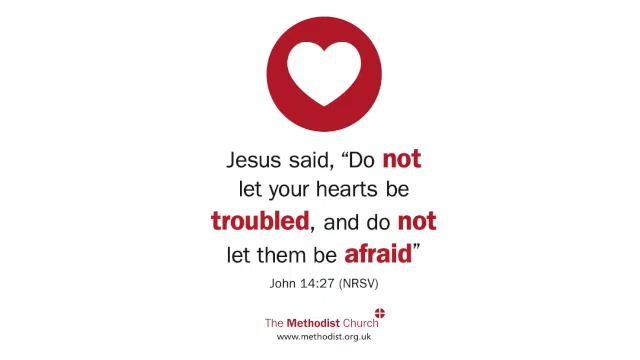 Jesus said, “Do not
let your hearts be
troubled, and do not
let them be afraid”
John 14:27 (NRSV)
The Methodist Church
www.methodist.org.uk